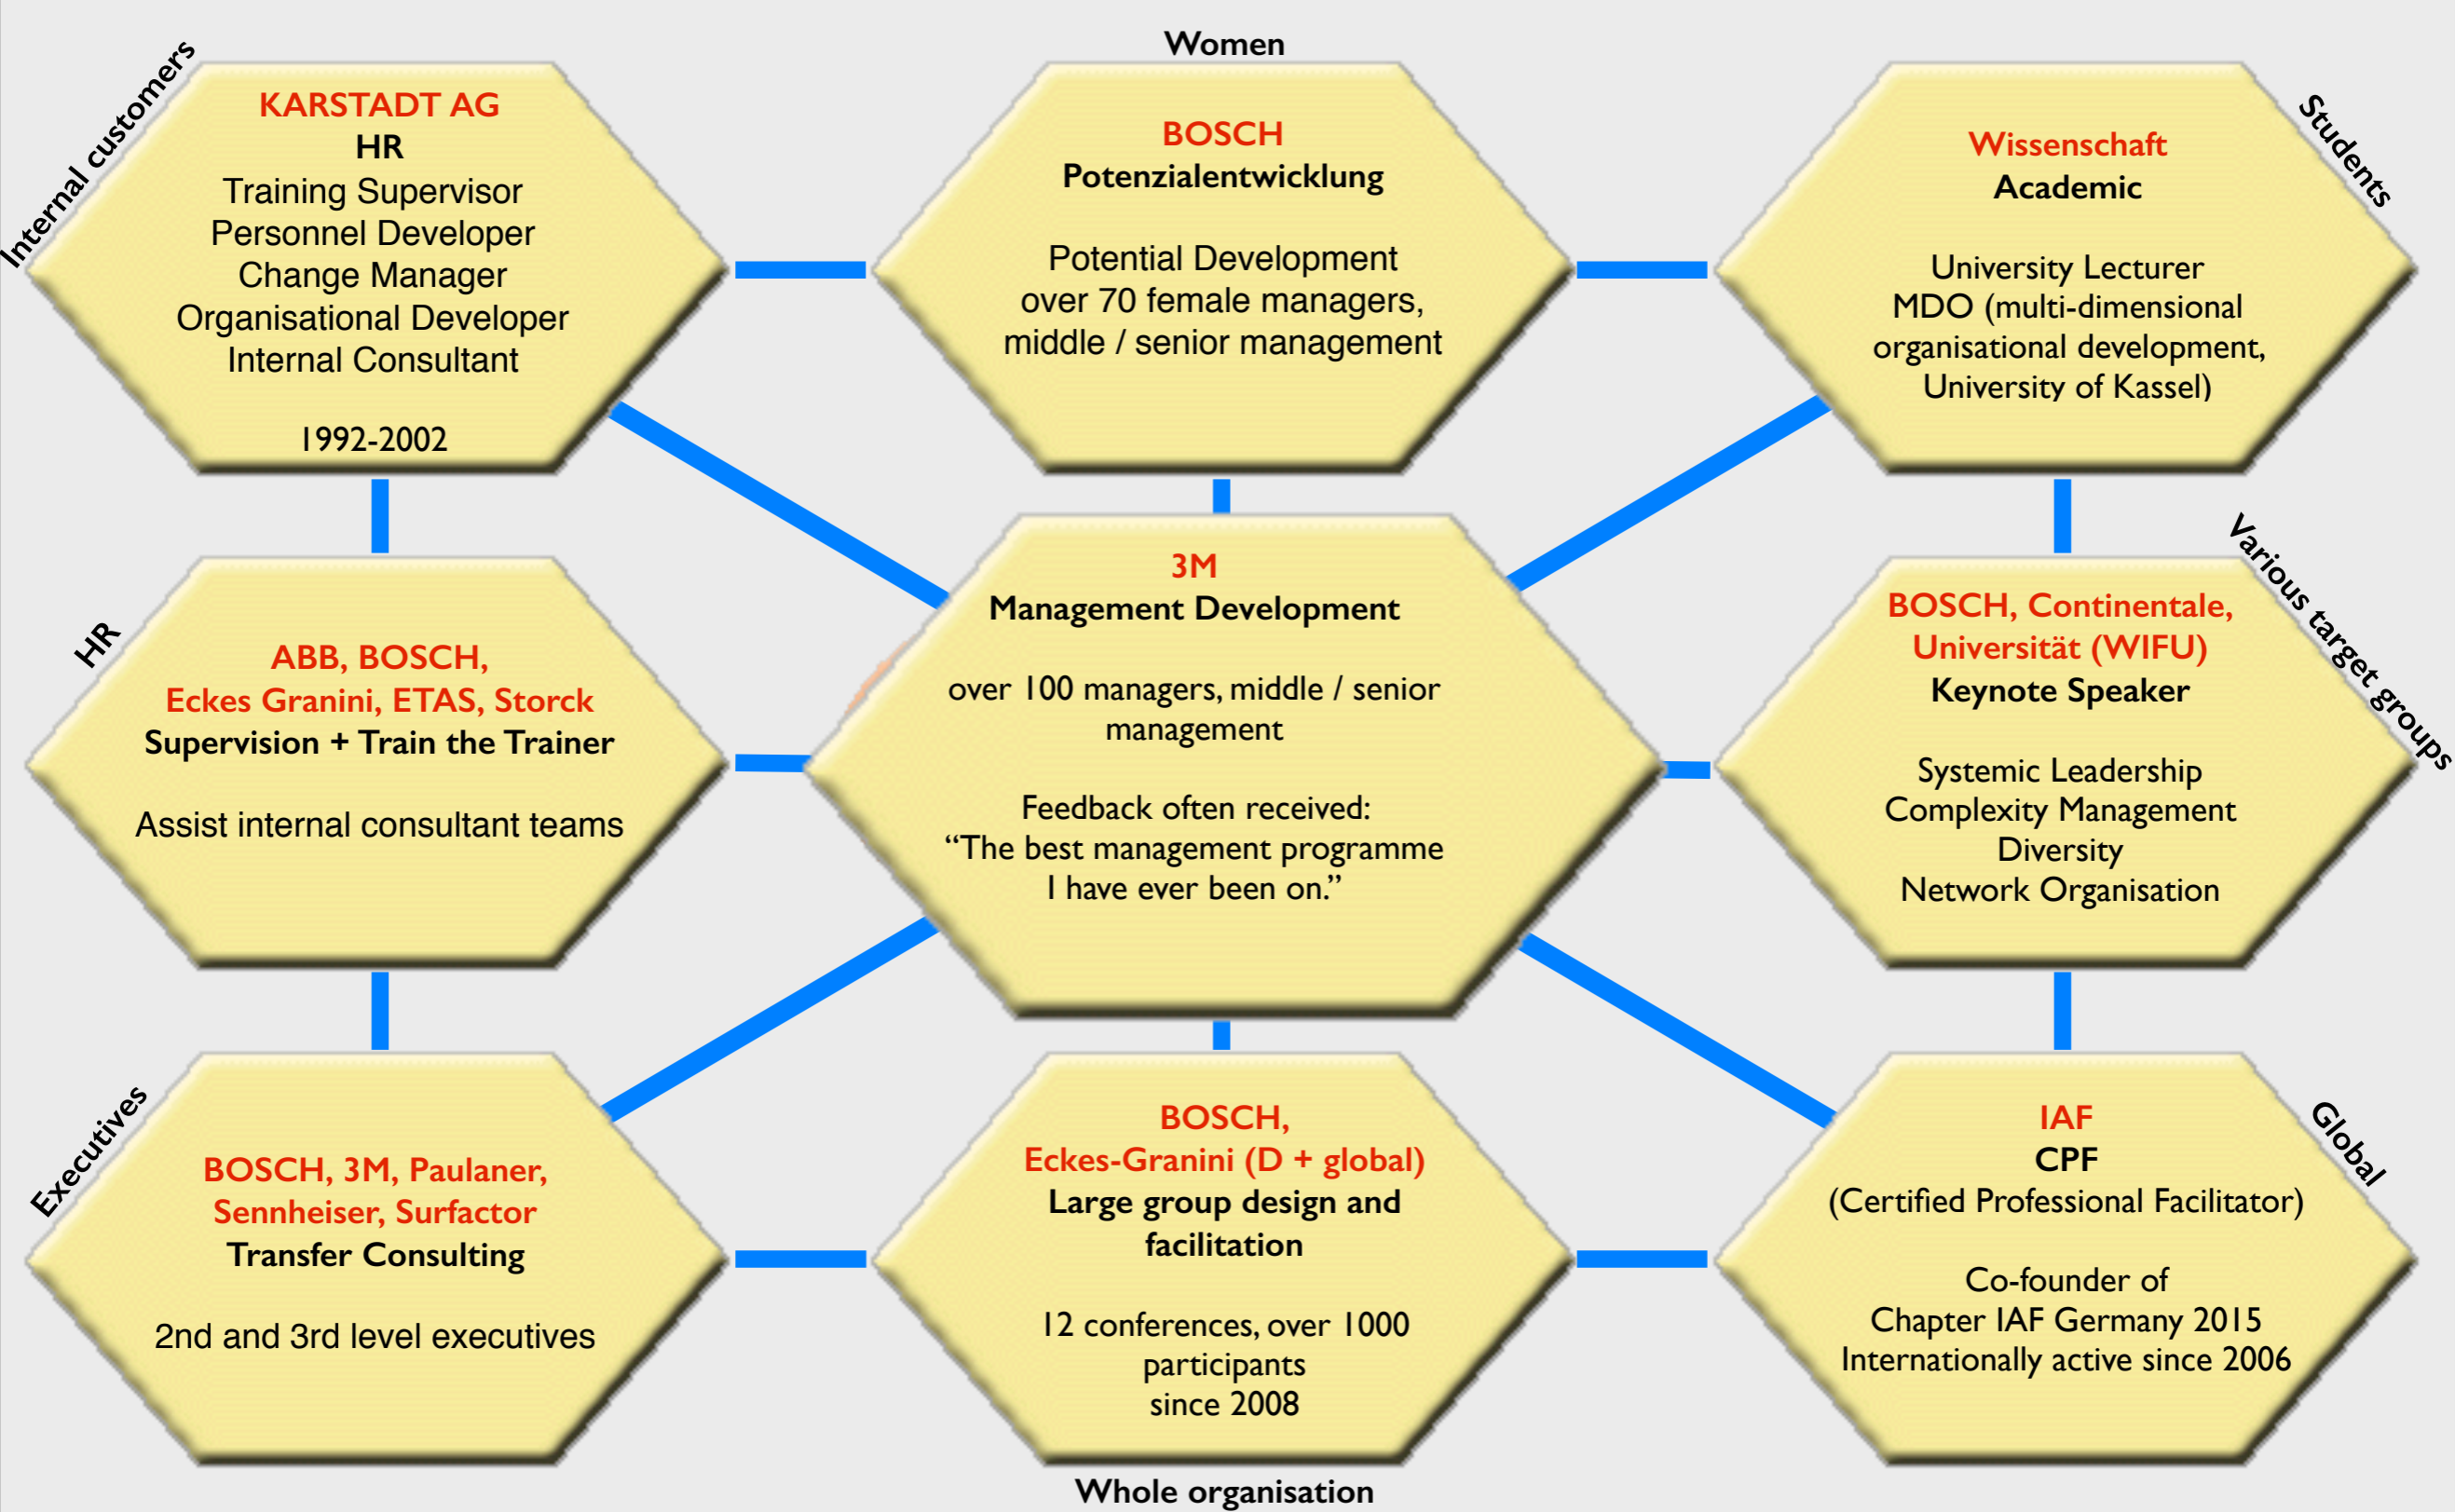 Internal customers
KARSTADT AG
HR
Training Supervisor
Personnel Developer
Change Manager
Organisational Developer
Internal Consultant
1992-2002
Women
BOSCH
Potenzialentwicklung
Potential Development
over 70 female managers,
middle / senior management
Students
Wissenschaft
Academic
University Lecturer
MDO (multi-dimensional
organisational development,
University of Kassel)
HR
ABB, BOSCH,
Eckes Granini, ETAS, Storck
Supervision + Train the Trainer
Assist internal consultant teams
3M
Management Development
over 100 managers, middle / senior
management
Feedback often received:
“The best management programme
I have ever been on.”
Various target groups
BOSCH, Continentale,
Universität (WIFU)
Keynote Speaker
Systemic Leadership
Complexity Management
Diversity
Network Organisation
Executives
BOSCH, 3M, Paulaner,
Sennheiser, Surfactor
Transfer Consulting
2nd and 3rd level executives
BOSCH,
Eckes-Granini (D + global)
Large group design and
facilitation
12 conferences, over 1000
participants
since 2008
Whole organisation
Global
IAF
CPF
(Certified Professional Facilitator)
Co-founder of
Chapter IAF Germany 2015
Internationally active since 2006